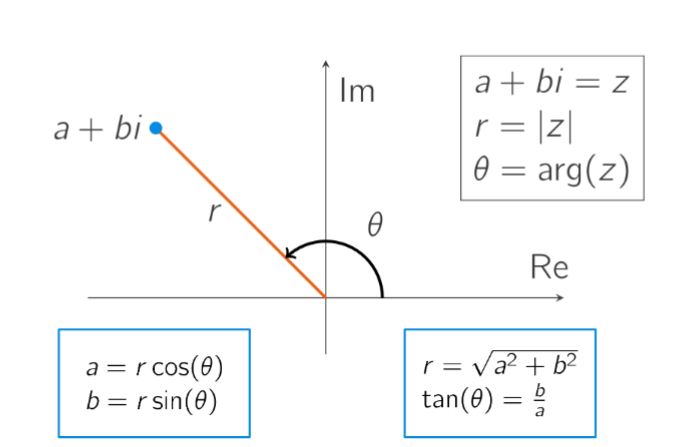 Im
a + bi
r
θ
Re
a + bi = z
r = |z|
θ = arg(z)
a = r cos(θ)
b = r sin(θ)
r = √(a² + b²)
tan(θ) = b/a